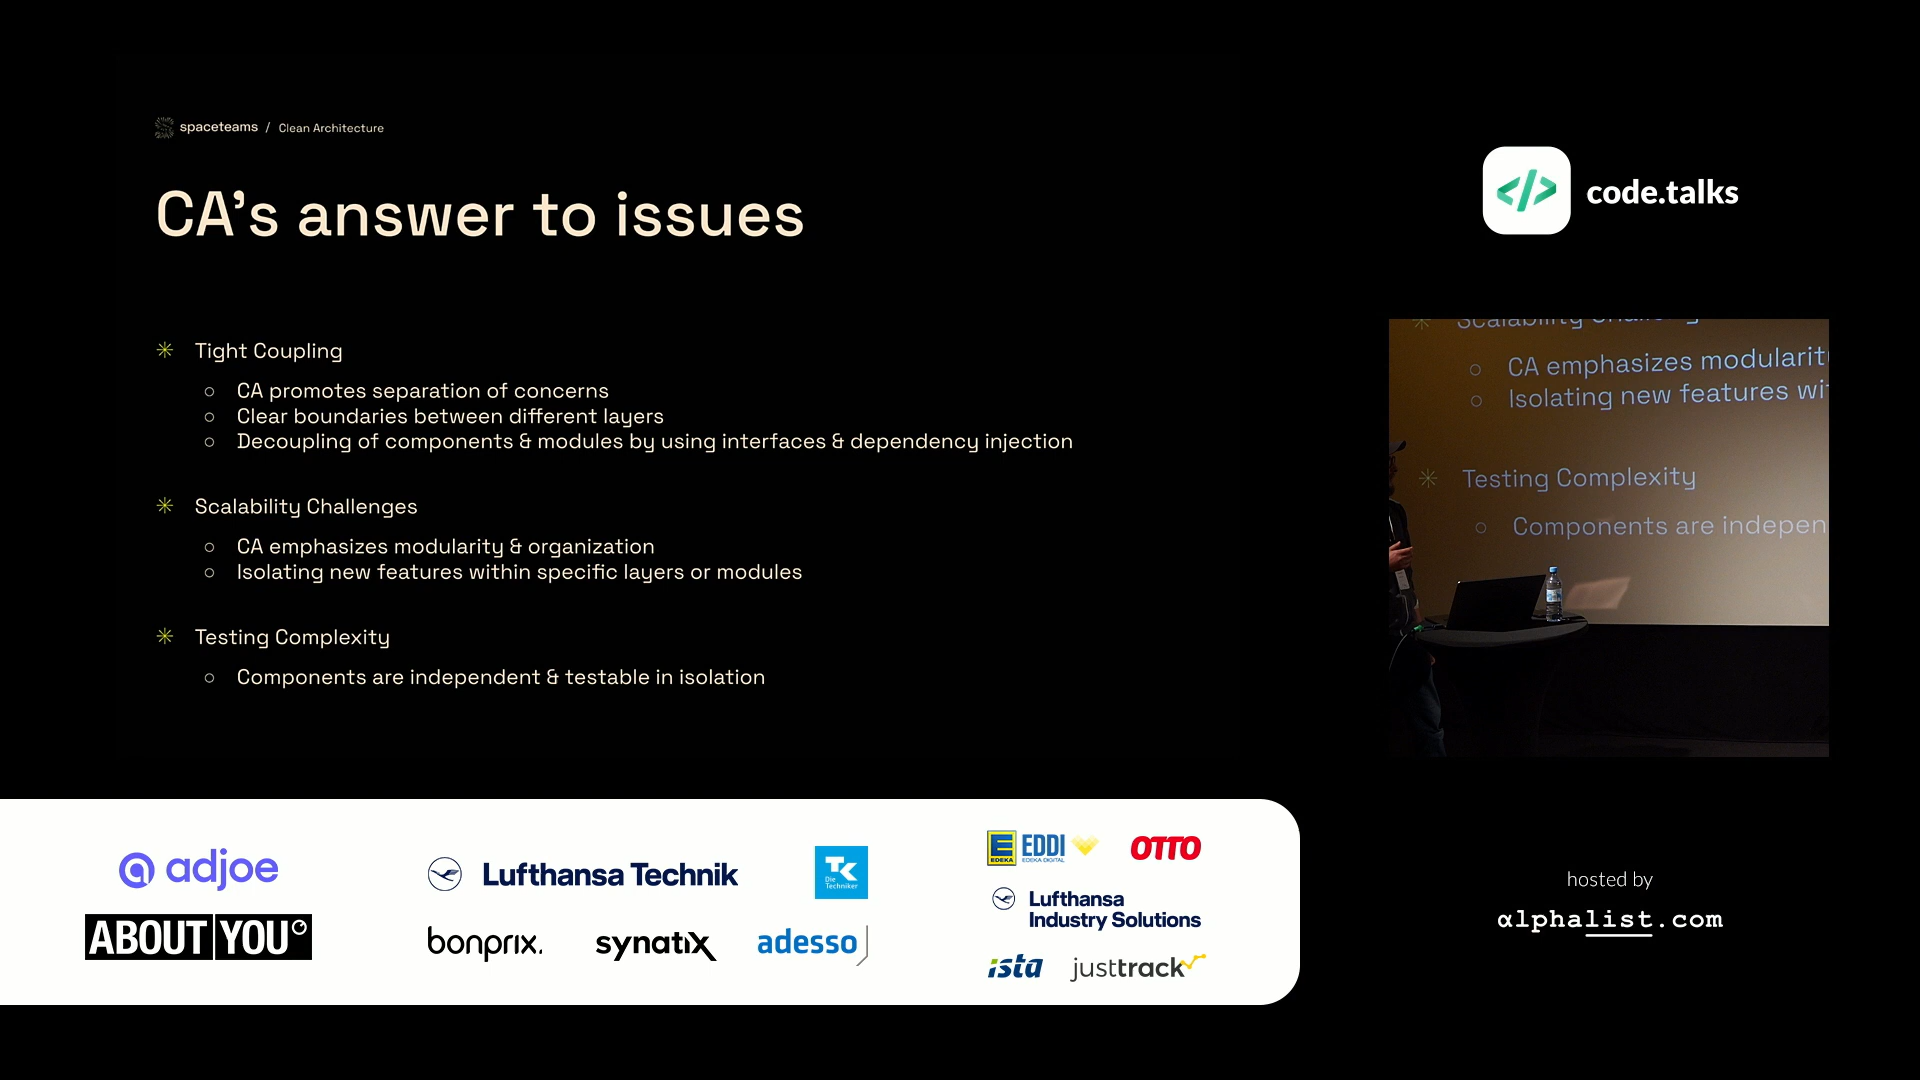 spaceteams / Clean Architecture
CA's answer to issues
Tight Coupling
CA promotes separation of concerns
Clear boundaries between different layers
Decoupling of components & modules by using interfaces & dependency injection
Scalability Challenges
CA emphasizes modularity & organization
Isolating new features within specific layers or modules
Testing Complexity
Components are independent & testable in isolation
</> code.talks
Scalability Challenges
CA emphasizes modularit
Isolating new features wi
Testing Complexity
Components are indepen
adjoe
ABOUT YOU
Lufthansa Technik
TK
Die
Techniker
bonprix.
synatix
adesso
EDEKA
EDDI
EDEKA DIGITAL
OTTO
Lufthansa
Industry Solutions
ista
justtrack
hosted by
αlphalist.com